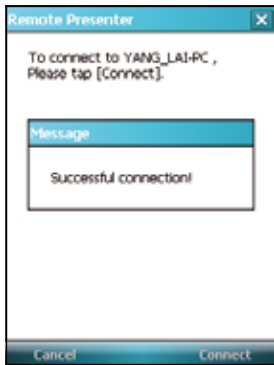 Remote Presenter
To connect to YANG_LAI-PC ,
Please tap [Connect].
Message
Successful connection!
Cancel Connect